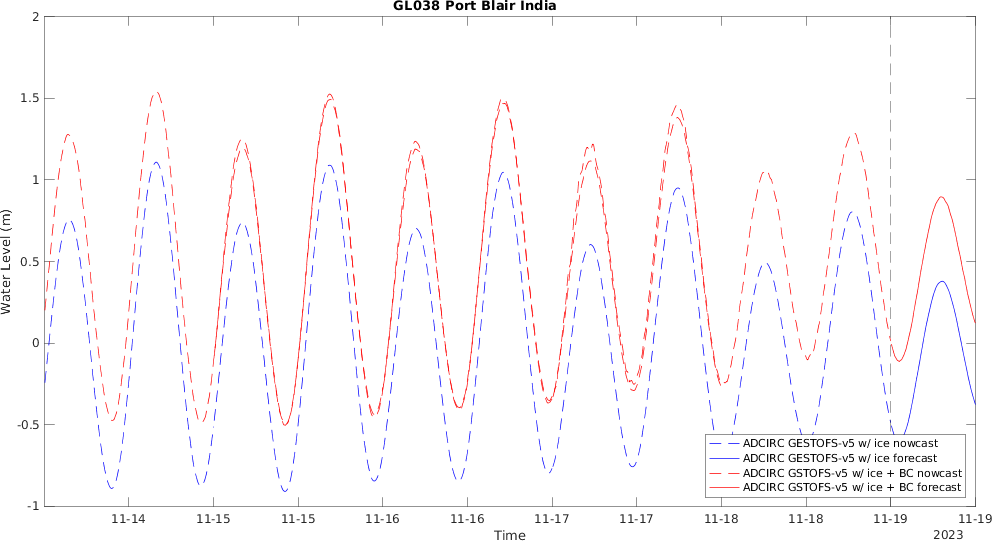 GL038 Port Blair India
2
1.5
1
0.5
0
-0.5
-1
Water Level (m)
ADCIRC GESTOFS-v5 w/ ice nowcast
ADCIRC GESTOFS-v5 w/ ice forecast
ADCIRC GSTOFS-v5 w/ ice + BC nowcast
ADCIRC GSTOFS-v5 w/ ice + BC forecast
11-14 11-15 11-15 11-16 11-16 11-17 11-17 11-18 11-18 11-19 11-19
Time
2023